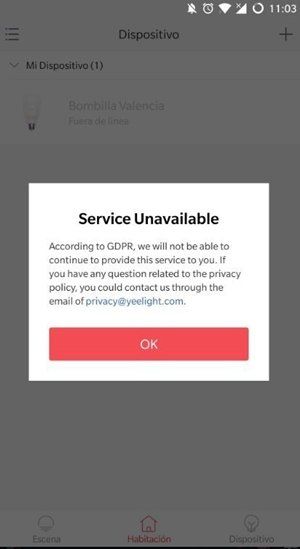 11:03
Dispositivo
Mi Dispositivo (1)
Bombilla Valencia
Fuera de línea
Service Unavailable
According to GDPR, we will not be able to
continue to provide this service to you. If
you have any question related to the privacy
policy, you could contact us through the
email of privacy@yeelight.com.
OK
Escena
Habitación
Dispositivo